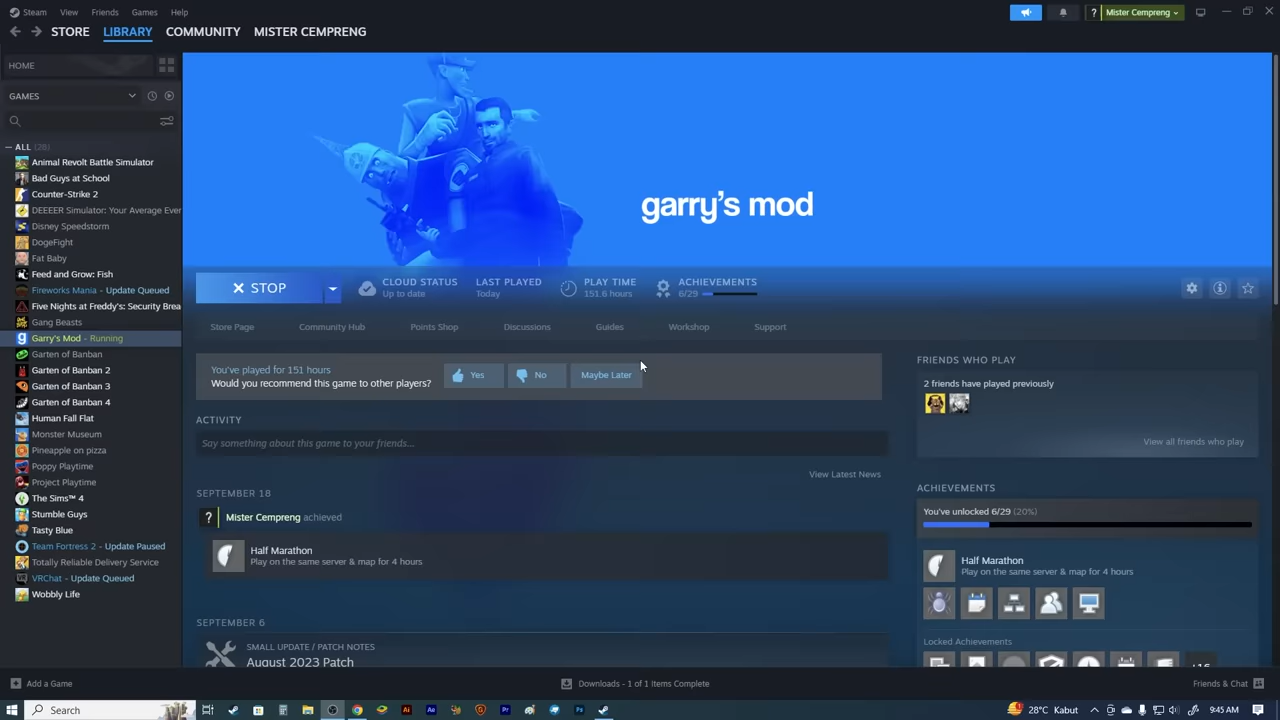 Steam View Friends Games Help
Mister Cempreng
STORE LIBRARY COMMUNITY MISTER CEMPRENG
HOME
GAMES
ALL (28)
Animal Revolt Battle Simulator
Bad Guys at School
Counter-Strike 2
DEEEER Simulator: Your Average Ever
Disney Speedstorm
DogeFight
Fat Baby
Feed and Grow: Fish
Fireworks Mania - Update Queued
Five Nights at Freddy's: Security Brea
Gang Beasts
Garry's Mod - Running
Garten of Banban
Garten of Banban 2
Garten of Banban 3
Garten of Banban 4
Human Fall Flat
Monster Museum
Pineapple on pizza
Poppy Playtime
Project Playtime
The Sims™ 4
Stumble Guys
Tasty Blue
Team Fortress 2 - Update Paused
Totally Reliable Delivery Service
VRChat - Update Queued
Wobbly Life
garry's mod
STOP
CLOUD STATUS
Up to date
LAST PLAYED
Today
PLAY TIME
151.6 hours
ACHIEVEMENTS
6/29
Store Page Community Hub Points Shop Discussions Guides Workshop Support
You've played for 151 hours
Would you recommend this game to other players?
Yes No Maybe Later
ACTIVITY
Say something about this game to your friends...
View Latest News
SEPTEMBER 18
? Mister Cempreng achieved
Half Marathon
Play on the same server & map for 4 hours
SEPTEMBER 6
SMALL UPDATE / PATCH NOTES
August 2023 Patch
FRIENDS WHO PLAY
2 friends have played previously
View all friends who play
ACHIEVEMENTS
You've unlocked 6/29 (20%)
Half Marathon
Play on the same server & map for 4 hours
Locked Achievements
+16
Add a Game
Downloads - 1 of 1 Items Complete
Friends & Chat
Search
28°C Kabut
9:45 AM